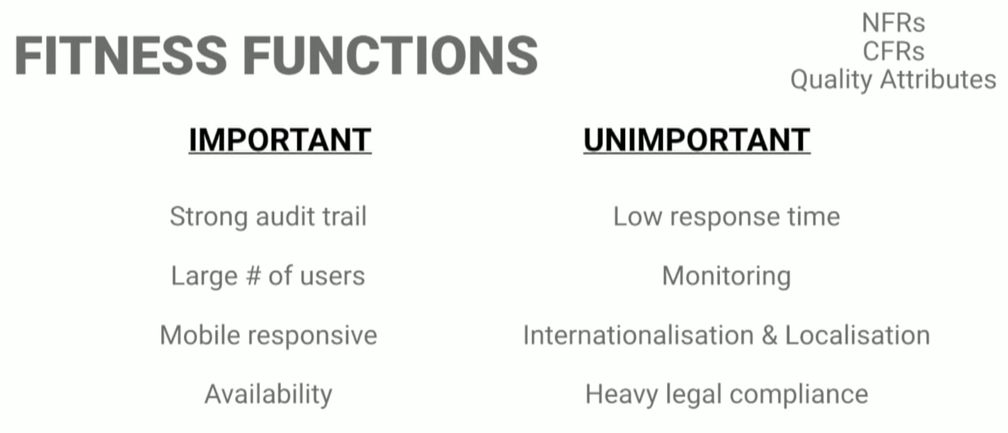 FITNESS FUNCTIONS
NFRs
CFRs
Quality Attributes
IMPORTANT
UNIMPORTANT
Strong audit trail
Low response time
Large # of users
Monitoring
Mobile responsive
Internationalisation & Localisation
Availability
Heavy legal compliance